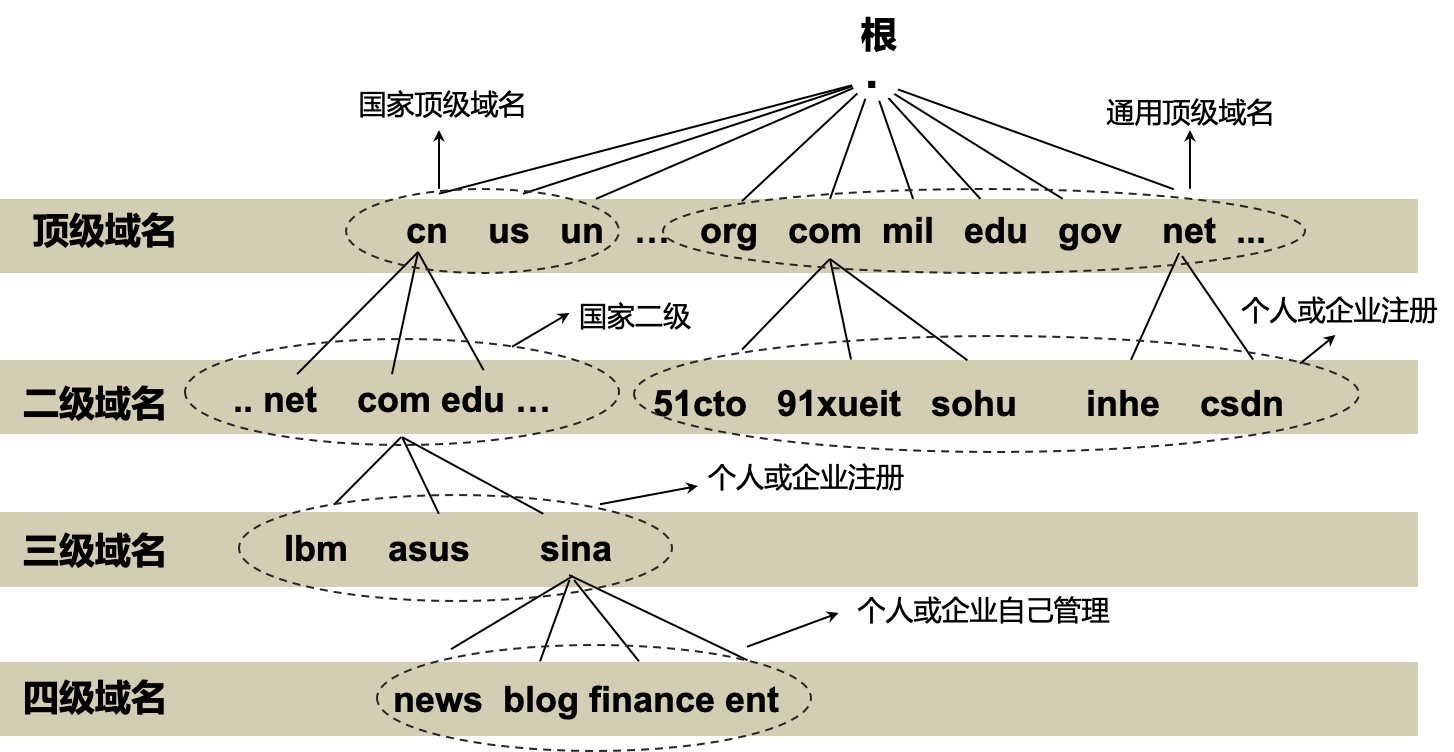 根
.
国家顶级域名
通用顶级域名
顶级域名 cn us un ... org com mil edu gov net ...
国家二级
个人或企业注册
二级域名 .. net com edu ... 51cto 91xueit sohu inhe csdn
个人或企业注册
三级域名 lbm asus sina
个人或企业自己管理
四级域名 news blog finance ent